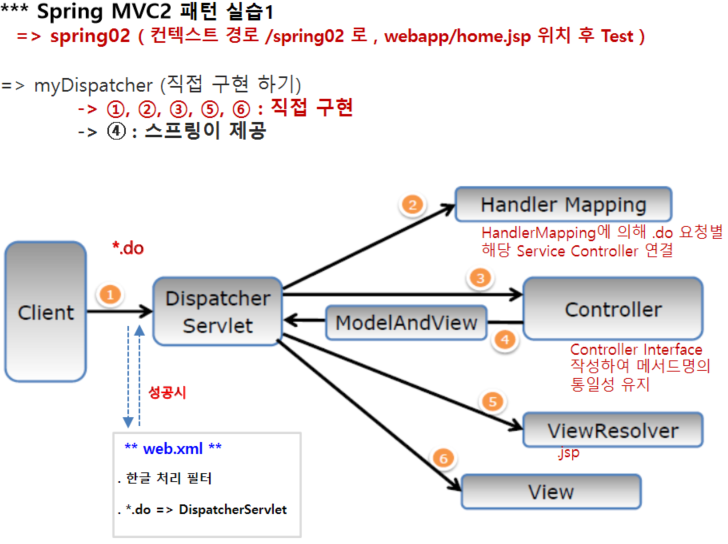 *** Spring MVC2 패턴 실습1
=> spring02 ( 컨텍스트 경로 /spring02 로 , webapp/home.jsp 위치 후 Test )
=> myDispatcher (직접 구현 하기)
-> ①, ②, ③, ⑤, ⑥ : 직접 구현
-> ④ : 스프링이 제공
2
Handler Mapping
HandlerMapping에 의해 .do 요청별
해당 Service Controller 연결
*.do
1
3
Client
Dispatcher
Servlet
ModelAndView
Controller
4
Controller Interface
작성하여 메서드명의
통일성 유지
성공시
5
ViewResolver
.jsp
** web.xml **
. 한글 처리 필터
. *.do => DispatcherServlet
6
View